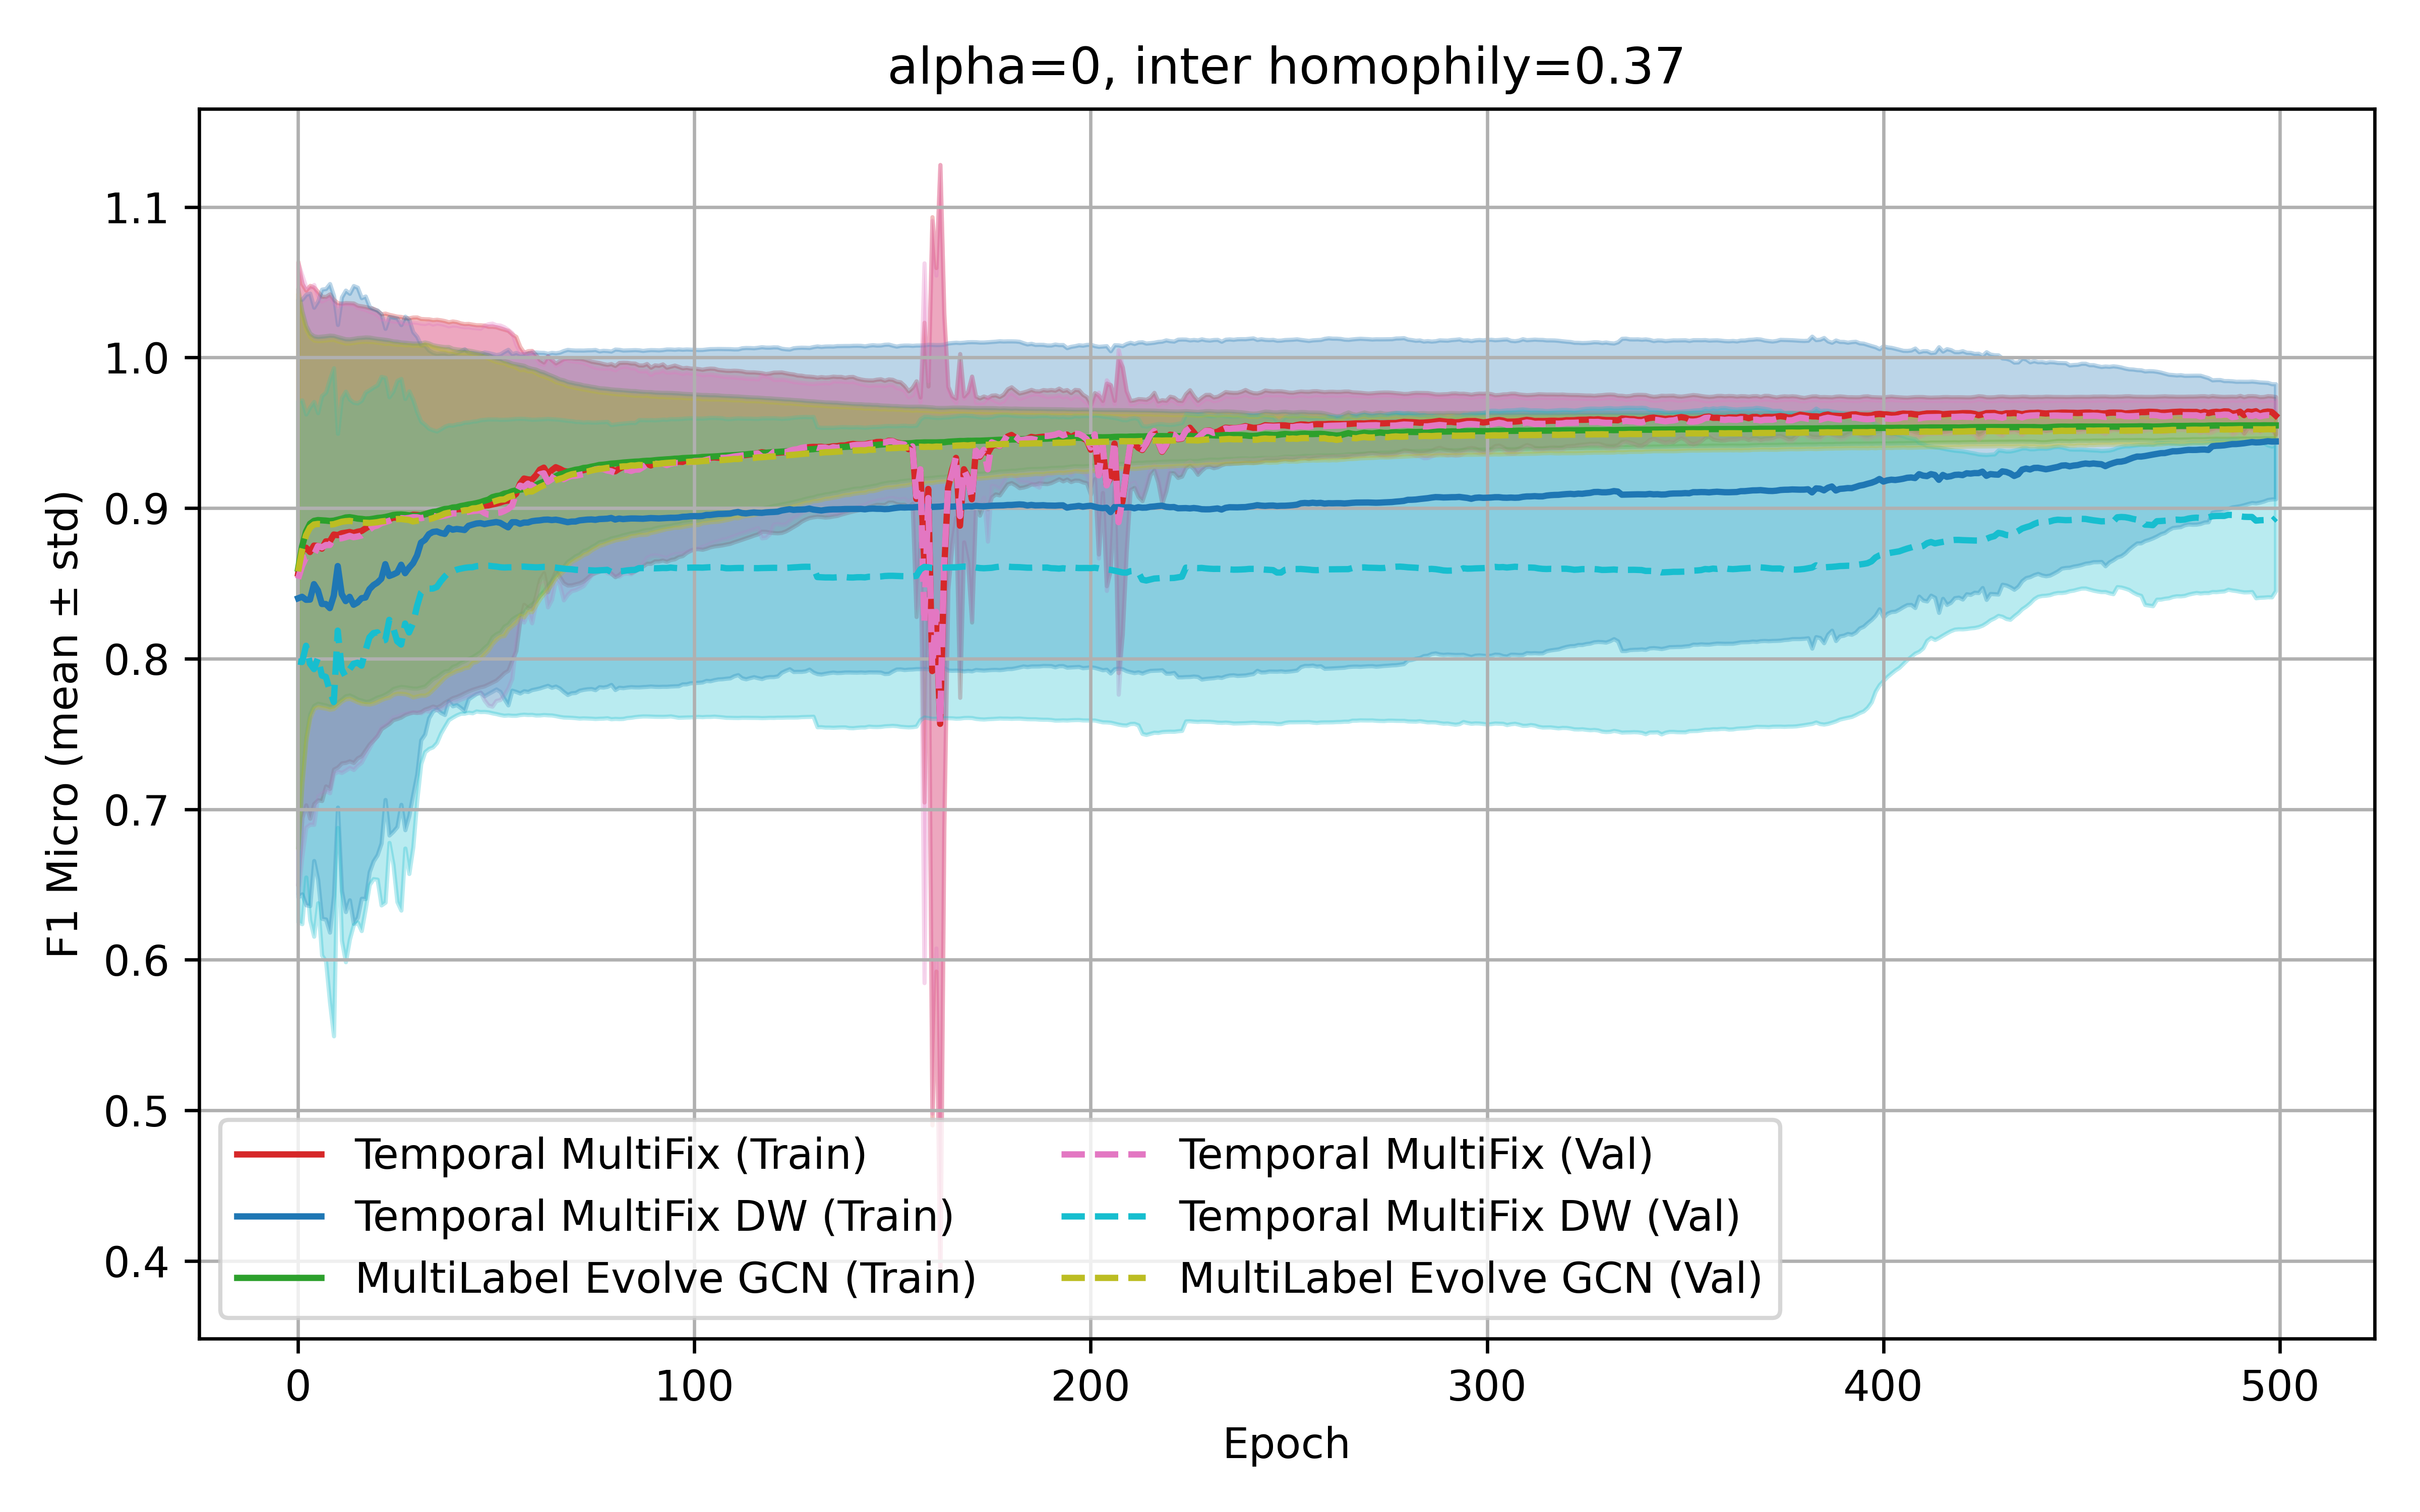 alpha=0, inter homophily=0.37
F1 Micro (mean ± std)
1.1
1.0
0.9
0.8
0.7
0.6
0.5
0.4
Temporal MultiFix (Train)
Temporal MultiFix DW (Train)
MultiLabel Evolve GCN (Train)
Temporal MultiFix (Val)
Temporal MultiFix DW (Val)
MultiLabel Evolve GCN (Val)
0 100 200 300 400 500
Epoch